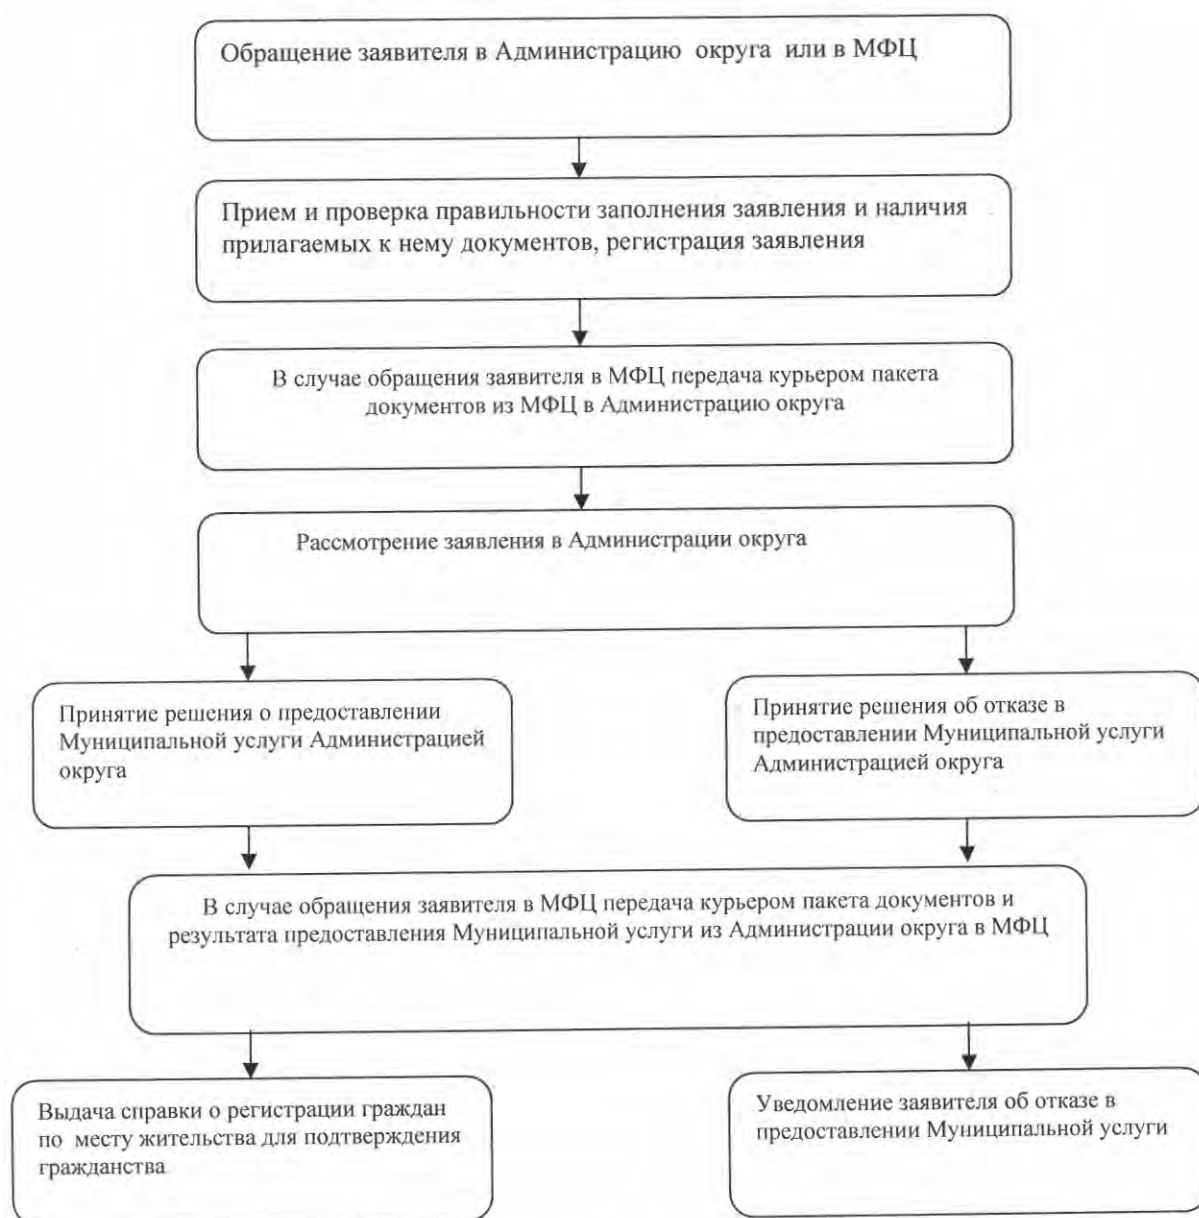 Обращение заявителя в Администрацию округа или в МФЦ
Прием и проверка правильности заполнения заявления и наличия
прилагаемых к нему документов, регистрация заявления
В случае обращения заявителя в МФЦ передача курьером пакета
документов из МФЦ в Администрацию округа
Рассмотрение заявления в Администрации округа
Принятие решения о предоставлении
Муниципальной услуги Администрацией
округа
Принятие решения об отказе в
предоставлении Муниципальной услуги
Администрацией округа
В случае обращения заявителя в МФЦ передача курьером пакета документов и
результата предоставления Муниципальной услуги из Администрации округа в МФЦ
Выдача справки о регистрации граждан
по месту жительства для подтверждения
гражданства
Уведомление заявителя об отказе в
предоставлении Муниципальной услуги